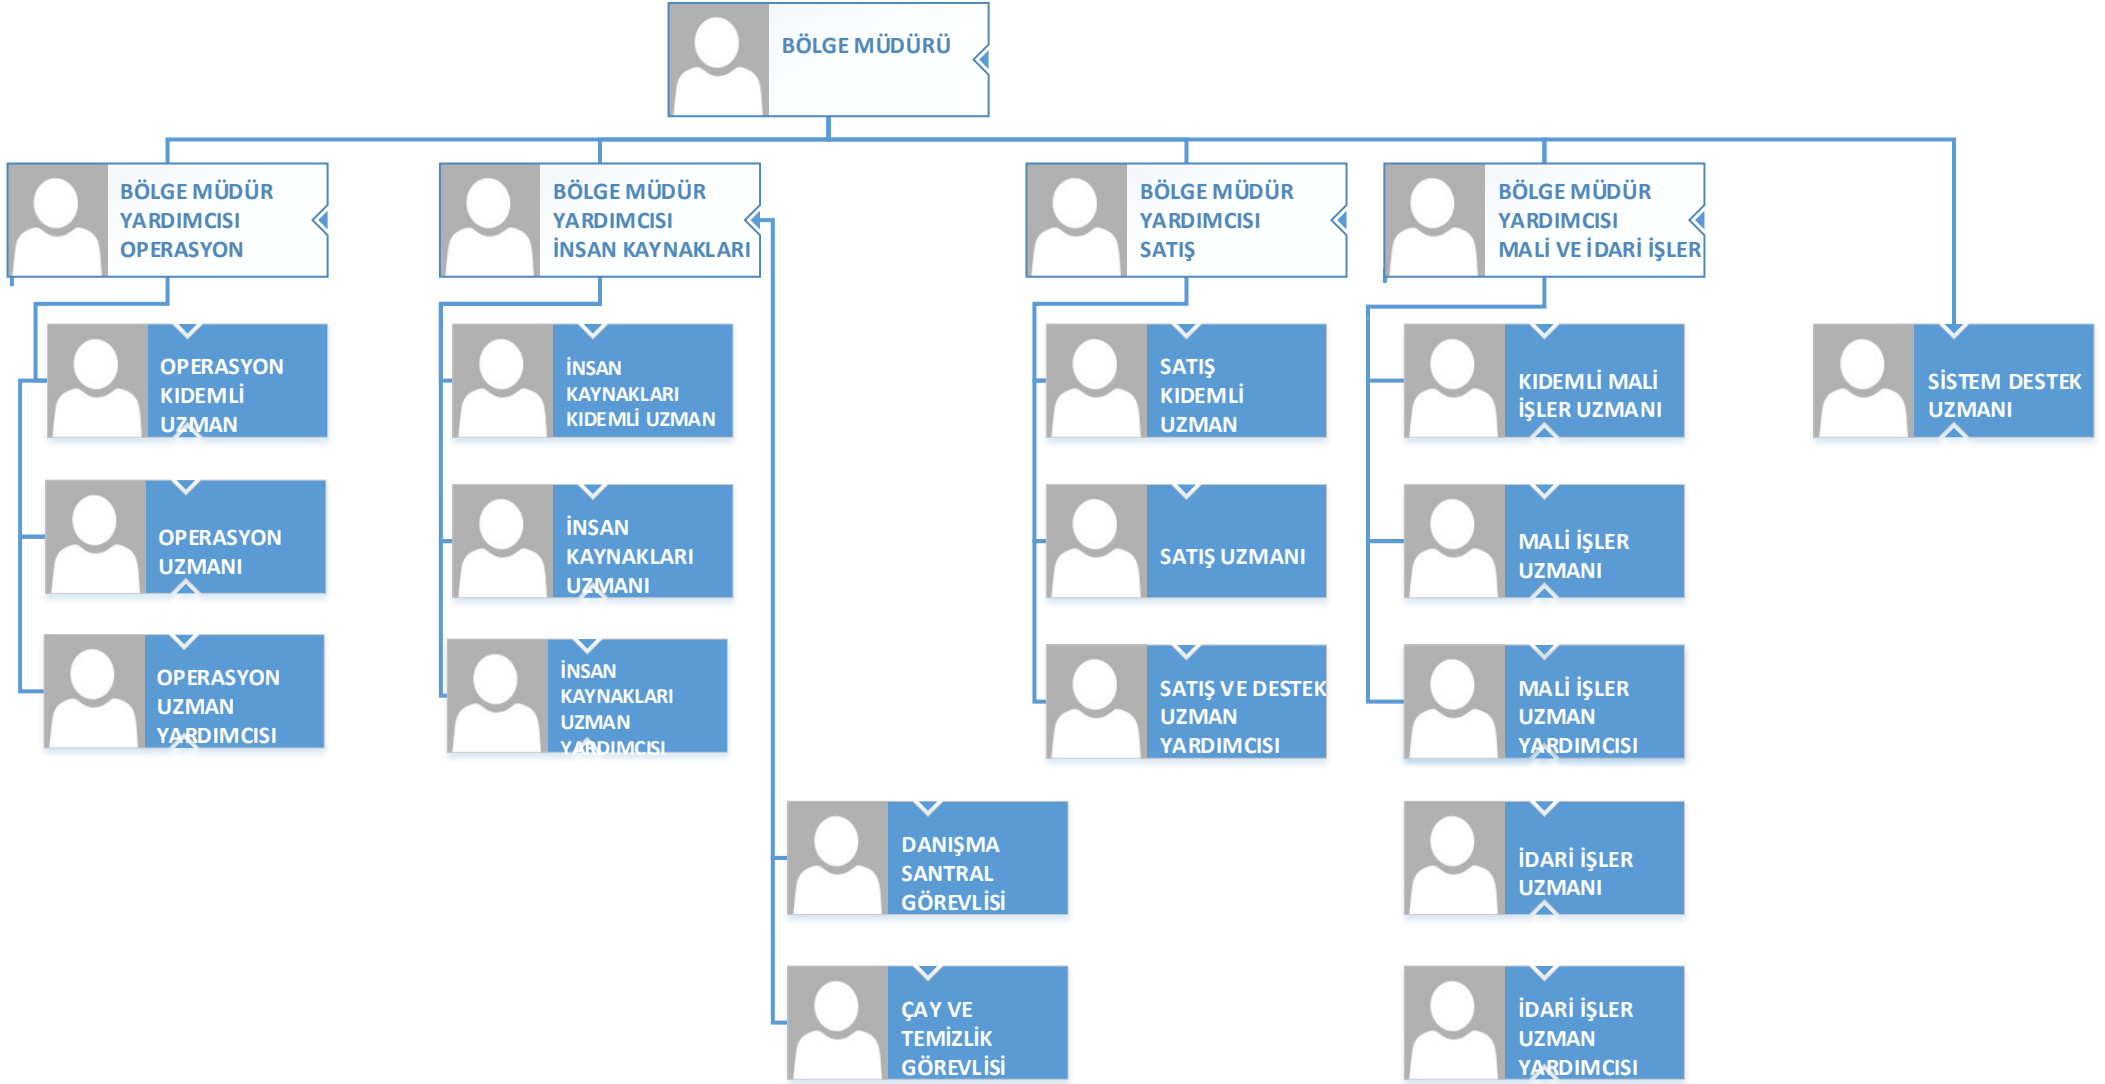 BÖLGE MÜDÜRÜ
BÖLGE MÜDÜR
YARDIMCISI
OPERASYON
BÖLGE MÜDÜR
YARDIMCISI
İNSAN KAYNAKLARI
BÖLGE MÜDÜR
YARDIMCISI
SATIŞ
BÖLGE MÜDÜR
YARDIMCISI
MALİ VE İDARİ İŞLER
OPERASYON
KIDEMLİ
UZMAN
İNSAN
KAYNAKLARI
KIDEMLİ UZMAN
SATIŞ
KIDEMLİ
UZMAN
KIDEMLİ MALİ
İŞLER UZMANI
SİSTEM DESTEK
UZMANI
OPERASYON
UZMANI
İNSAN
KAYNAKLARI
UZMANI
SATIŞ UZMANI
MALİ İŞLER
UZMANI
OPERASYON
UZMAN
YARDIMCISI
İNSAN
KAYNAKLARI
UZMAN
YARDIMCISI
SATIŞ VE DESTEK
UZMAN
YARDIMCISI
MALİ İŞLER
UZMAN
YARDIMCISI
DANIŞMA
SANTRAL
GÖREVLİSİ
İDARİ İŞLER
UZMANI
ÇAY VE
TEMİZLİK
GÖREVLİSİ
İDARİ İŞLER
UZMAN
YARDIMCISI